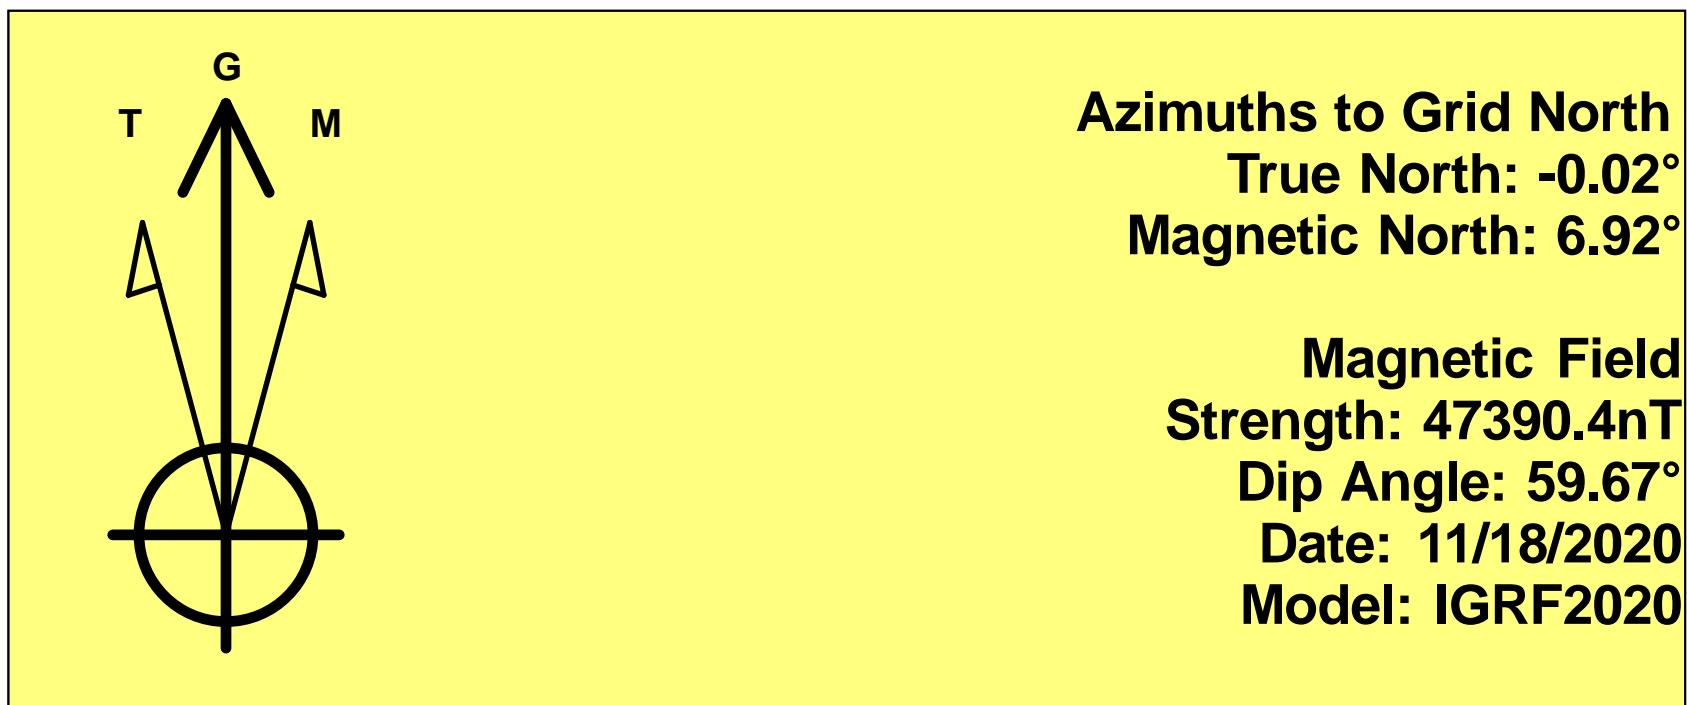 G
T
M
Azimuths to Grid North
True North: -0.02°
Magnetic North: 6.92°
Magnetic Field
Strength: 47390.4nT
Dip Angle: 59.67°
Date: 11/18/2020
Model: IGRF2020